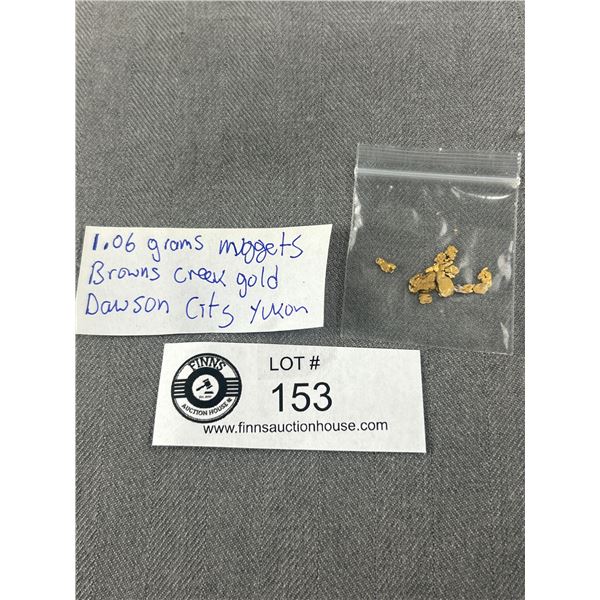 1.06 grams nuggets
Browns Creek gold
Dawson City Yukon
FINNS
AUCTION HOUSE
LOT #
153
www.finnsauctionhouse.com